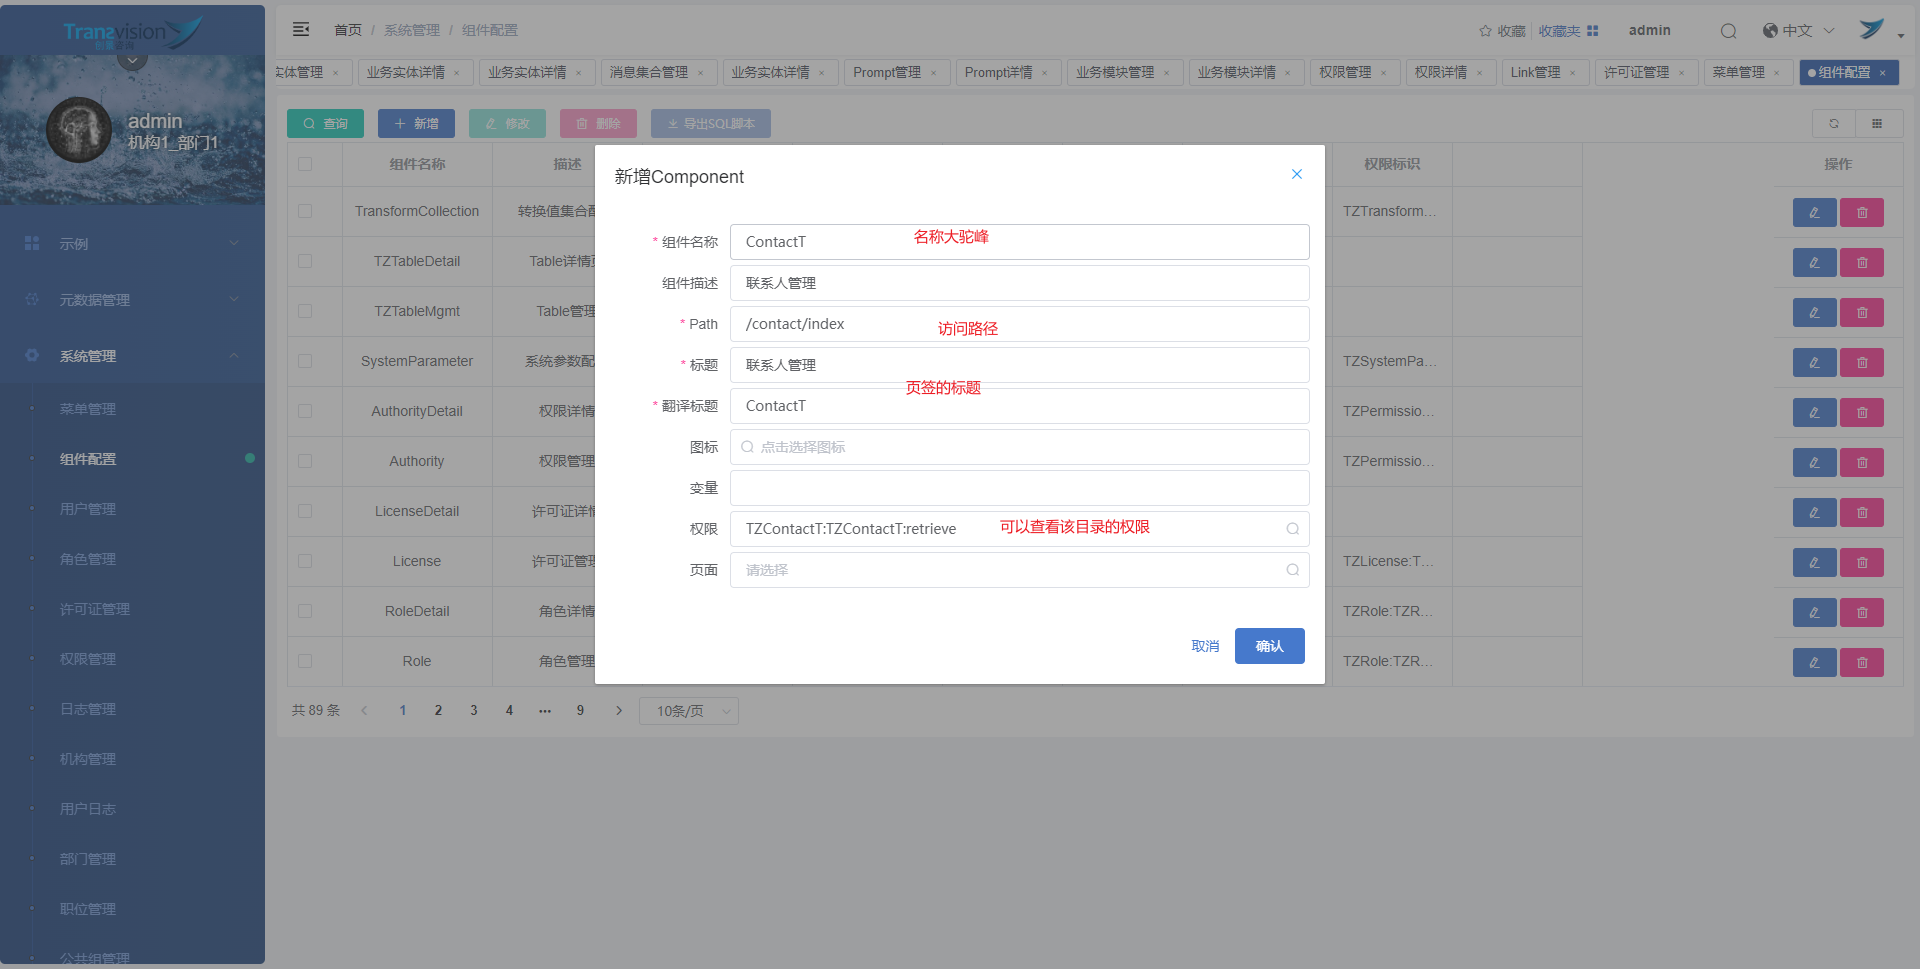 Tranzvision
创景咨询
首页 / 系统管理 / 组件配置
收藏 收藏夹 admin 中文
实体管理 × 业务实体详情 × 业务实体详情 × 消息集合管理 × 业务实体详情 × Prompt管理 × Prompt详情 × 业务模块管理 × 业务模块详情 × 权限管理 × 权限详情 × Link管理 × 许可证管理 × 菜单管理 × 组件配置 ×
admin
机构1_部门1
示例
元数据管理
系统管理
菜单管理
组件配置
用户管理
角色管理
许可证管理
权限管理
日志管理
机构管理
用户日志
部门管理
职位管理
公共组管理
查询 新增 修改 删除 导出SQL脚本
组件名称 描述 权限标识 操作
TransformCollection 转换值集合配 TZTransform...
TZTableDetail Table详情页
TZTableMgmt Table管理
SystemParameter 系统参数配 TZSystemPa...
AuthorityDetail 权限详情 TZPermissio...
Authority 权限管理 TZPermissio...
LicenseDetail 许可证详情
License 许可证管理 TZLicense:T...
RoleDetail 角色详情 TZRole:TZR...
Role 角色管理 TZRole:TZR...
共 89 条 1 2 3 4 ... 9 10条/页
新增Component
* 组件名称 ContactT 名称大驼峰
组件描述 联系人管理
* Path /contact/index 访问路径
* 标题 联系人管理
页签的标题
* 翻译标题 ContactT
图标 点击选择图标
变量
权限 TZContactT:TZContactT:retrieve 可以查看该目录的权限
页面 请选择
取消 确认